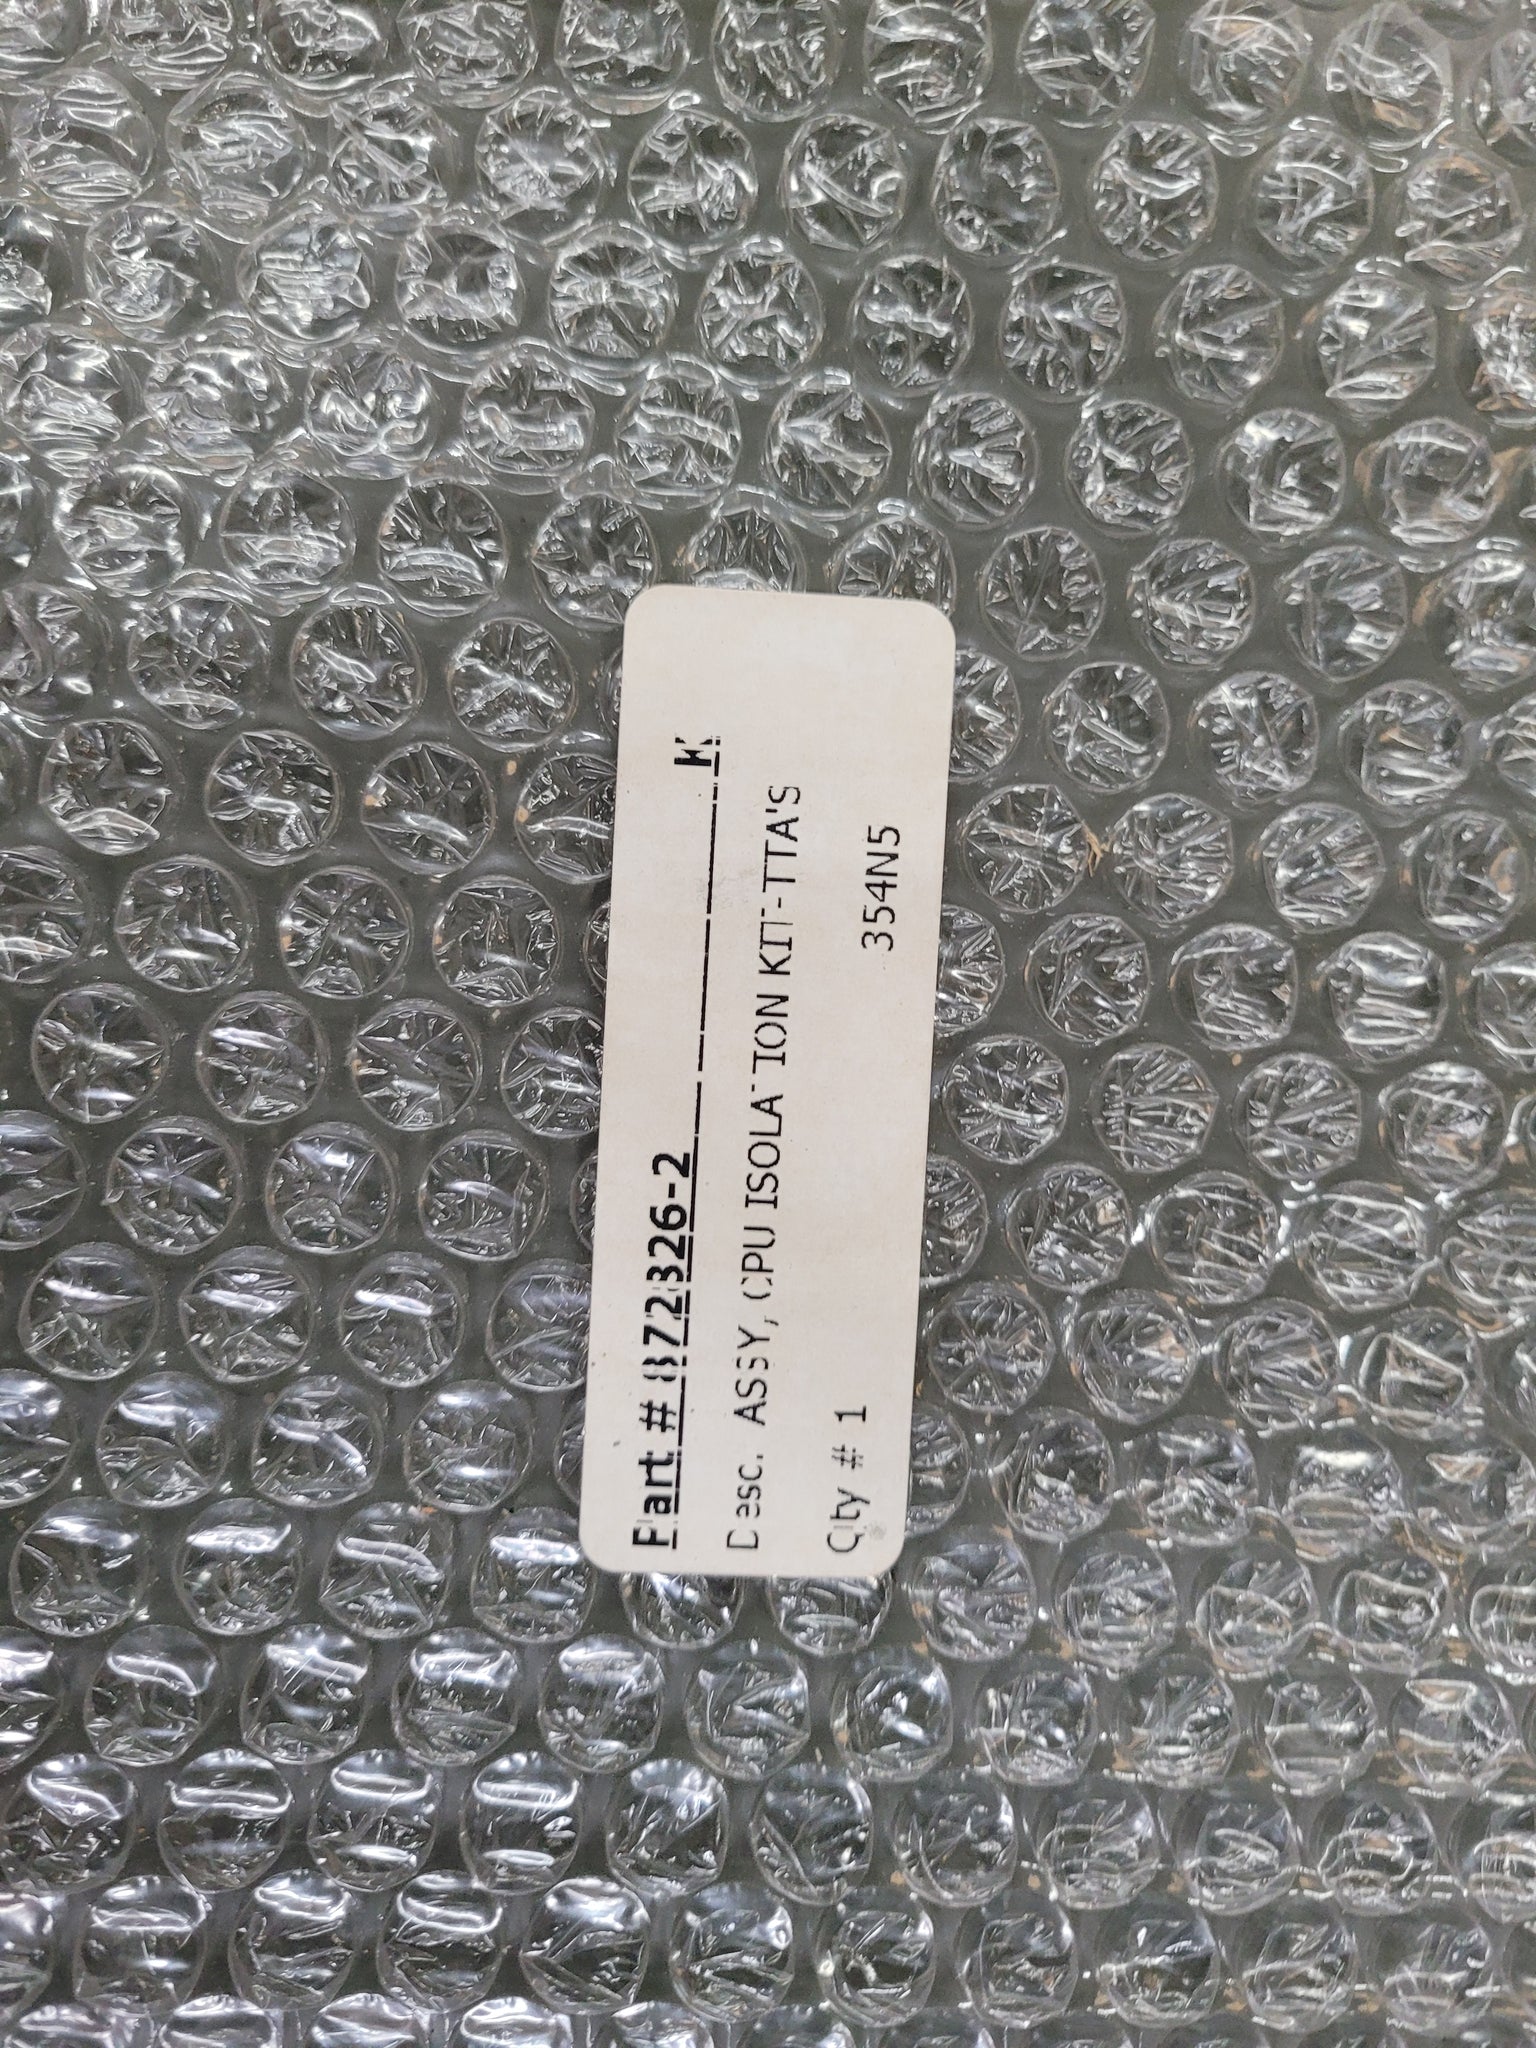 Part # 872326-2
Desc. ASSY, CPU ISOLATION KIT-TTA'S
Qty # 1 354N5